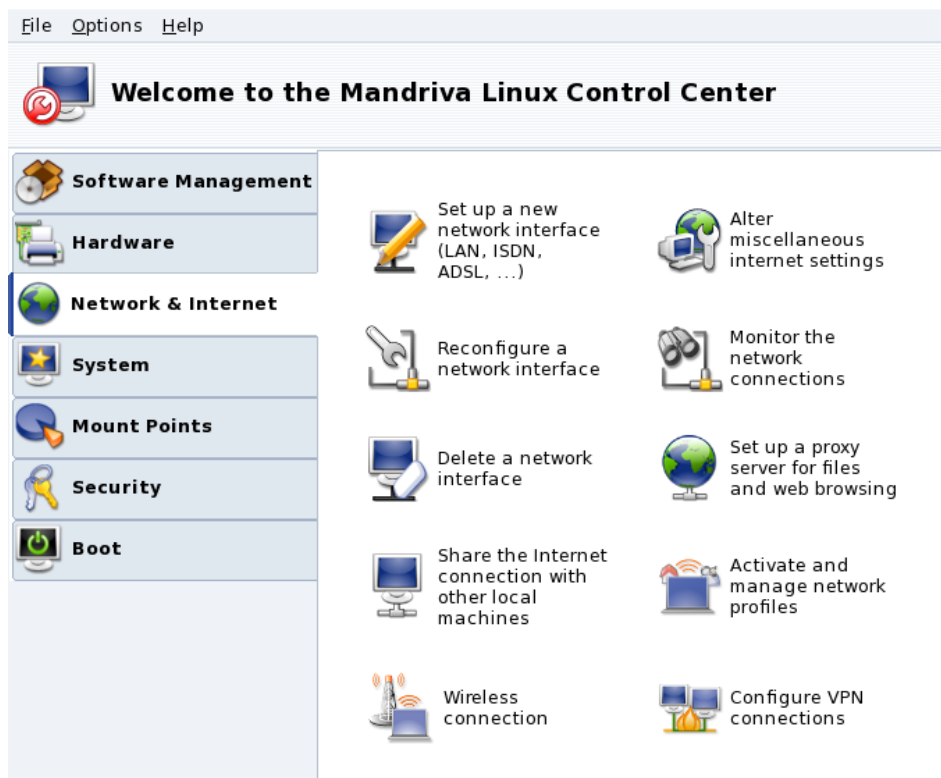 File Options Help
Welcome to the Mandriva Linux Control Center
Software Management
Hardware
Network & Internet
System
Mount Points
Security
Boot
Set up a new
network interface
(LAN, ISDN,
ADSL, ...)
Alter
miscellaneous
internet settings
Reconfigure a
network interface
Monitor the
network
connections
Delete a network
interface
Set up a proxy
server for files
and web browsing
Share the Internet
connection with
other local
machines
Activate and
manage network
profiles
Wireless
connection
Configure VPN
connections